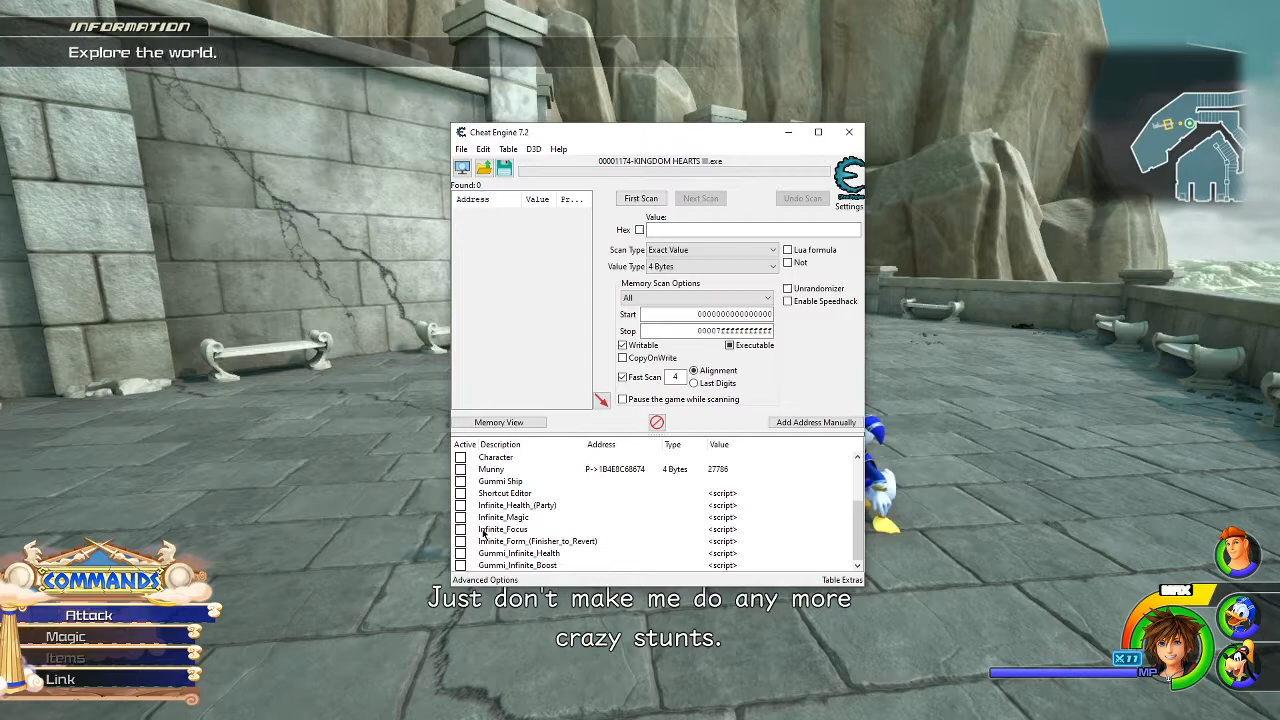 INFORMATION
Explore the world.
Cheat Engine 7.2
File Edit Table D3D Help
00001174-KINGDOM HEARTS III.exe
Found:0
Address Value Pr...
First Scan Next Scan Undo Scan
Settings
Value:
Hex
Scan Type Exact Value Lua formula
Not
Value Type 4 Bytes
Memory Scan Options
All
Unrandomizer
Enable Speedhack
Start 0000000000000000
Stop 00007fffffffffff
Writable Executable
CopyOnWrite
Fast Scan 4 Alignment
Last Digits
Pause the game while scanning
Memory View Add Address Manually
Active Description Address Type Value
Character
Munny P->1B4E8C68674 4 Bytes 27786
Gummi Ship
Shortcut Editor <script>
Infinite_Health_(Party) <script>
Infinite_Magic <script>
Infinite_Focus <script>
Infinite_Form_(Finisher_to_Revert) <script>
Gummi_Infinite_Health <script>
Gummi_Infinite_Boost <script>
Advanced Options Table Extras
Just don't make me do any more
crazy stunts.
COMMANDS
Attack
Magic
Items
Link
MAX
X11
MP